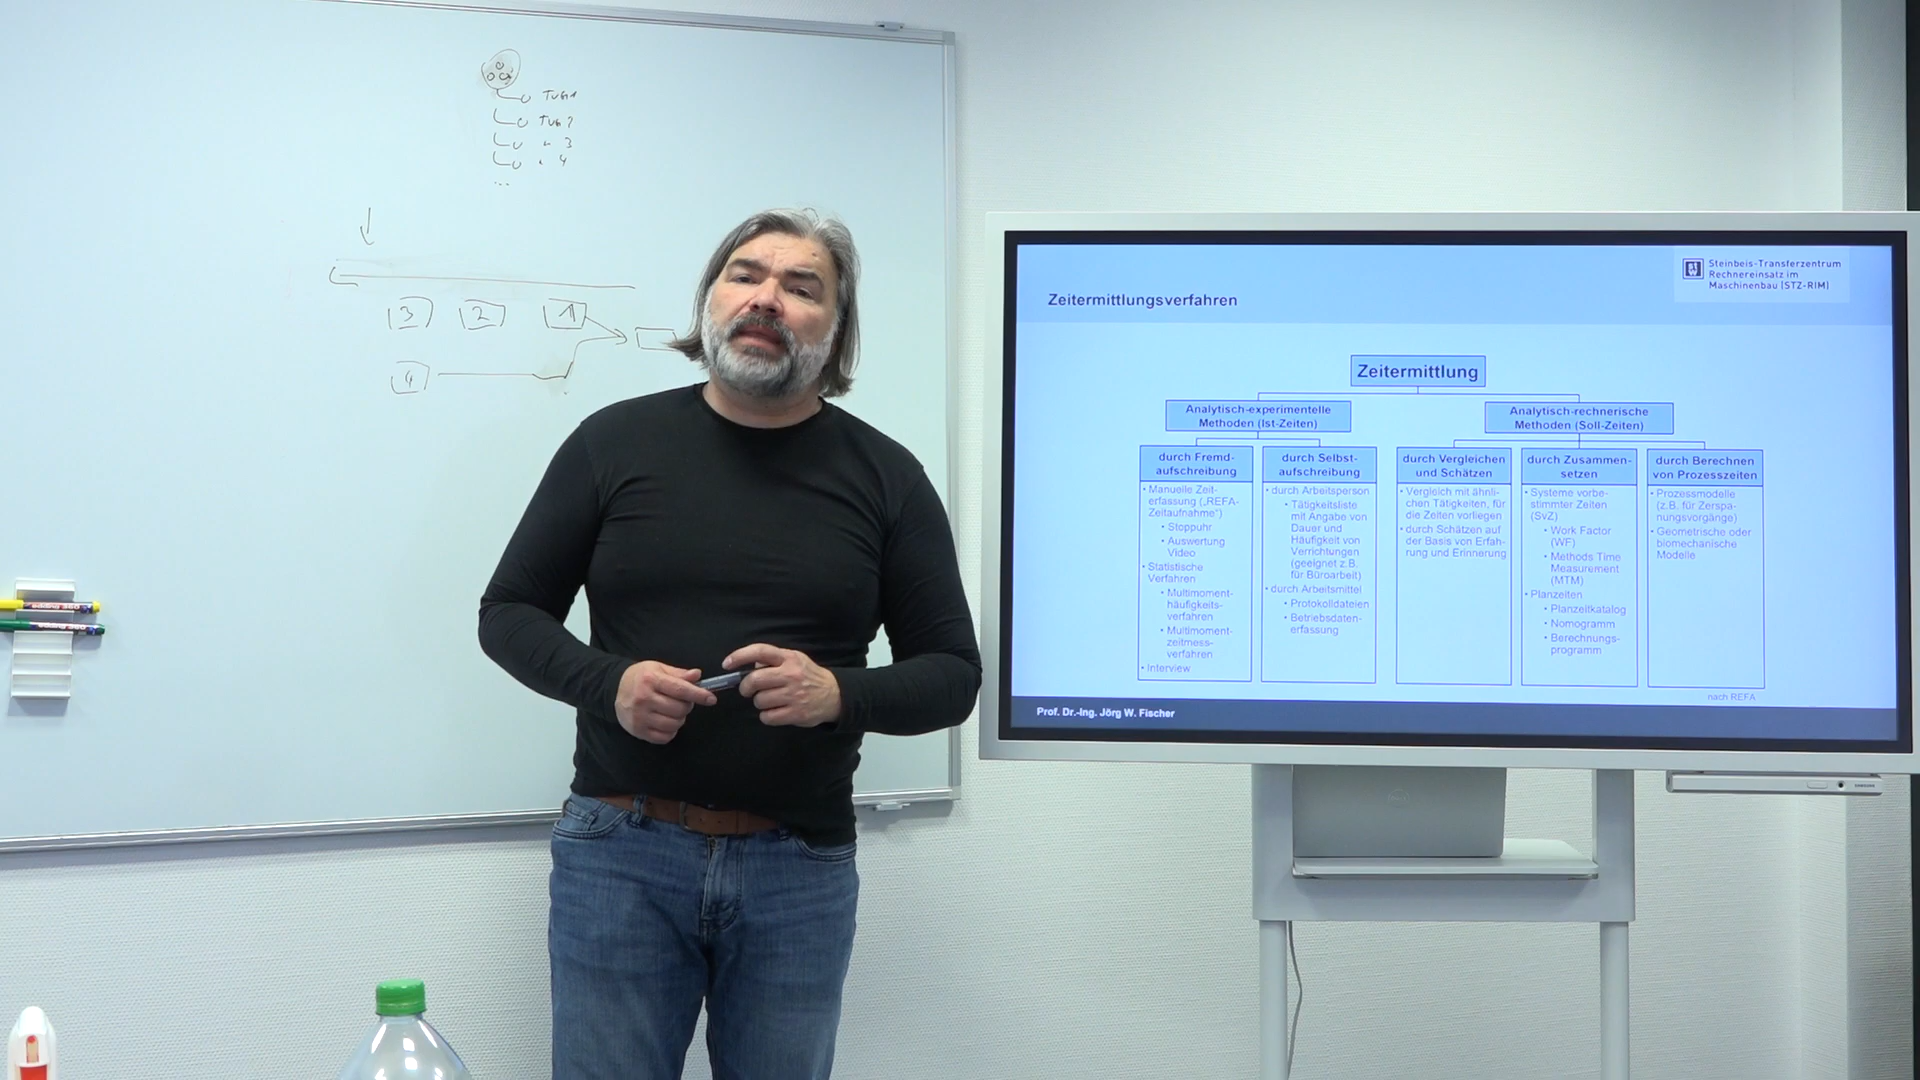 TVG1
TVG 2
" 3
" 4
...
3
2
1
4
edding 360
edding 360
Steinbeis-Transferzentrum
Rechnereinsatz im
Maschinenbau (STZ-RIM)
Zeitermittlungsverfahren
Zeitermittlung
Analytisch-experimentelle
Methoden (Ist-Zeiten)
Analytisch-rechnerische
Methoden (Soll-Zeiten)
durch Fremd-
aufschreibung
• Manuelle Zeit-
erfassung („REFA-
Zeitaufnahme“)
• Stoppuhr
• Auswertung
Video
• Statistische
Verfahren
• Multimoment-
häufigkeits-
verfahren
• Multimoment-
zeitmess-
verfahren
• Interview
durch Selbst-
aufschreibung
• durch Arbeitsperson
• Tätigkeitsliste
mit Angabe von
Dauer und
Häufigkeit von
Verrichtungen
(geeignet z.B.
für Büroarbeit)
• durch Arbeitsmittel
• Protokolldateien
• Betriebsdaten-
erfassung
durch Vergleichen
und Schätzen
• Vergleich mit ähnli-
chen Tätigkeiten, für
die Zeiten vorliegen
• durch Schätzen auf
der Basis von Erfah-
rung und Erinnerung
durch Zusammen-
setzen
• Systeme vorbe-
stimmter Zeiten
(SvZ)
• Work Factor
(WF)
• Methods Time
Measurement
(MTM)
• Planzeiten
• Planzeitkatalog
• Nomogramm
• Berechnungs-
programm
durch Berechnen
von Prozesszeiten
• Prozessmodelle
(z.B. für Zerspa-
nungsvorgänge)
• Geometrische oder
biomechanische
Modelle
nach REFA
Prof. Dr.-Ing. Jörg W. Fischer
SAMSUNG
DELL